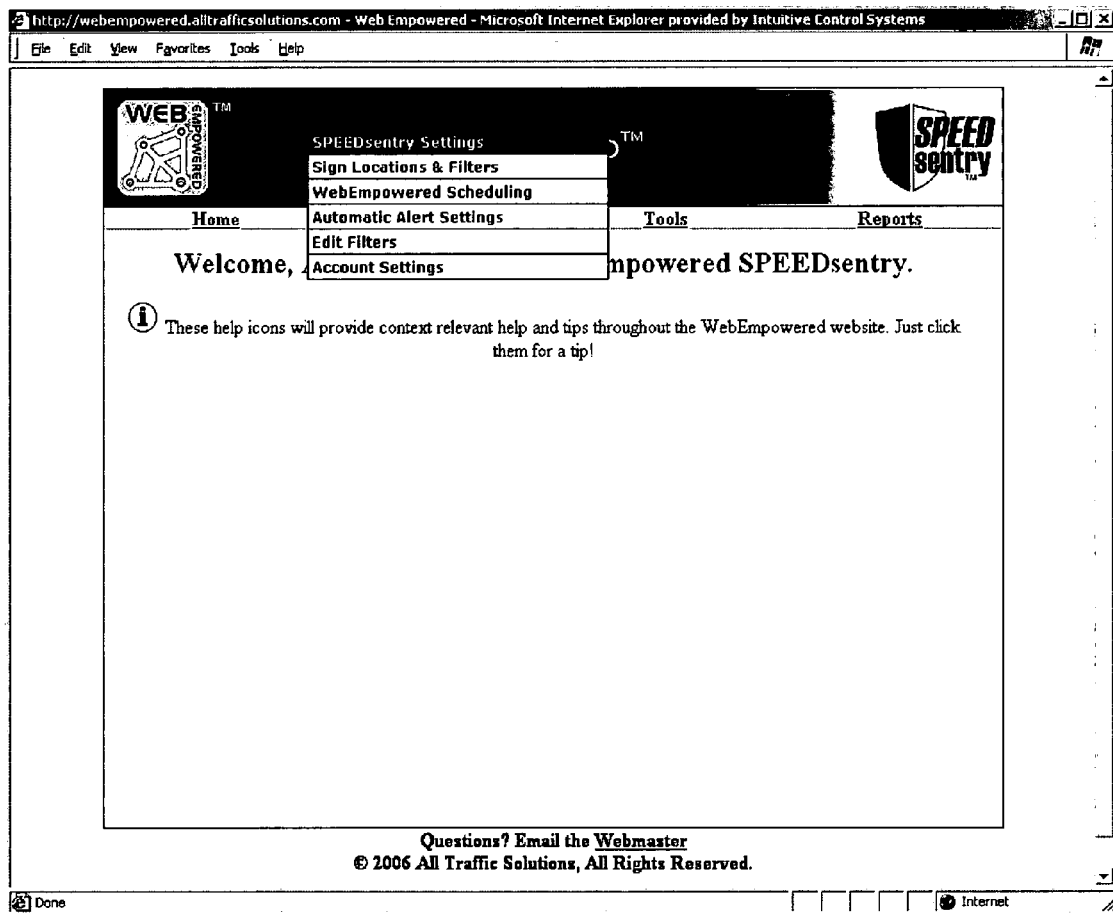 http://webempowered.alltrafficsolutions.com - Web Empowered - Microsoft Internet Explorer provided by Intuitive Control Systems
File Edit View Favorites Tools Help
WEB EMPOWERED TM
SPEEDsentry Settings
TM
SPEED sentry
Sign Locations & Filters
WebEmpowered Scheduling
Automatic Alert Settings
Edit Filters
Account Settings
Home Tools Reports
Welcome, mpowered SPEEDsentry.
These help icons will provide context relevant help and tips throughout the WebEmpowered website. Just click
them for a tip!
Questions? Email the Webmaster
© 2006 All Traffic Solutions, All Rights Reserved.
Done Internet